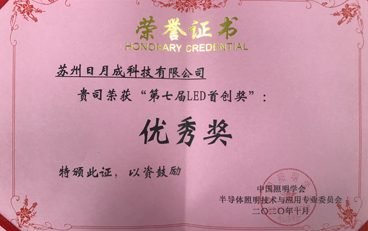 荣誉证书
HONORARY CREDENTIAL
苏州日月成科技有限公司
贵司荣获“第七届LED首创奖”：
优秀奖
特颁此证，以资鼓励
中国照明学会
半导体照明技术与应用专业委员会
二〇二〇年十月